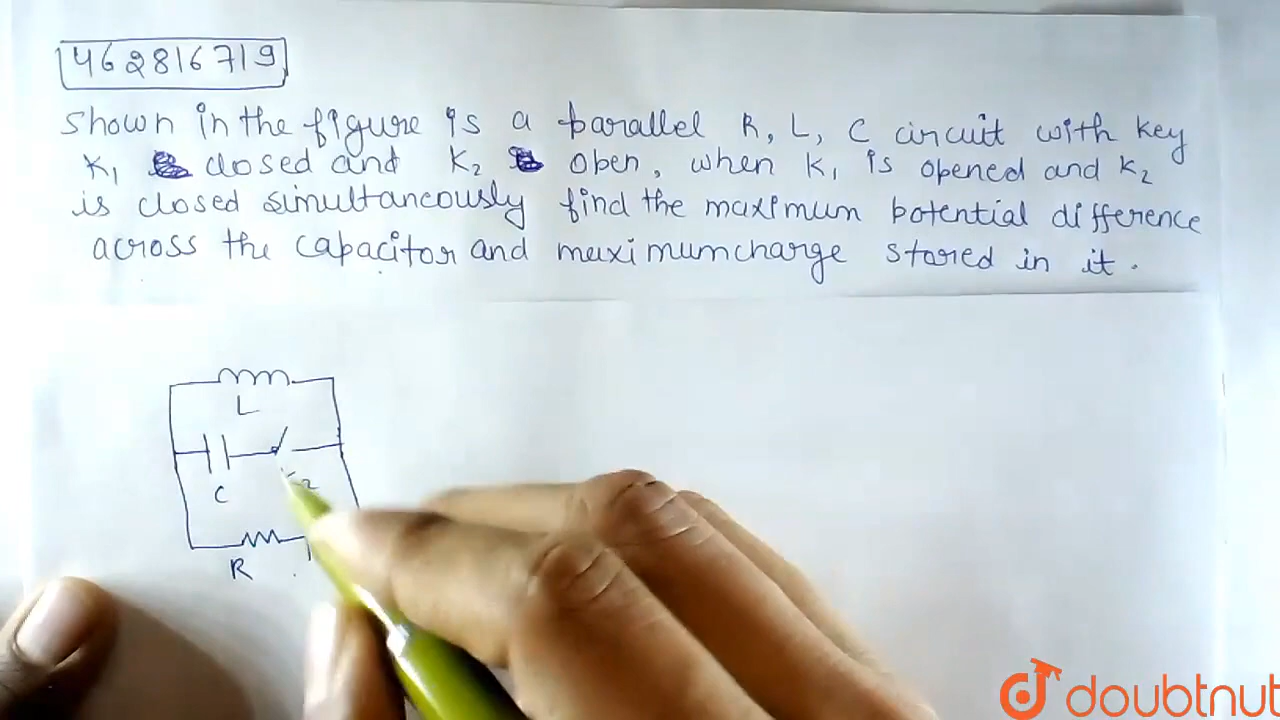 462816719
Shown in the figure is a parallel R, L, C circuit with key
K₁ closed and K₂ open, when K₁ is opened and K₂
is closed simultaneously find the maximum potential difference
across the capacitor and maximum charge stored in it.
L
C
R
doubtnut